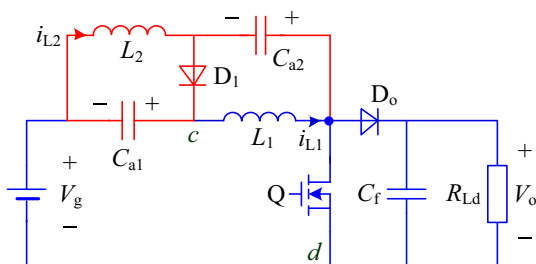 − +
i_L2 L_2 C_a2
D_1
− + D_o
c L_1 i_L1
C_a1
+ +
Q
V_g C_f R_Ld V_o
− −
d